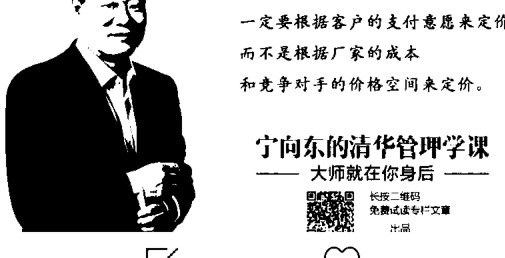 一定要根据客户的支付意愿来定价
而不是根据厂家的成本
和竞争对手的价格空间来定价。
宁向东的清华管理学课
大师就在你身后
长按二维码
免费试读专栏文章
出品